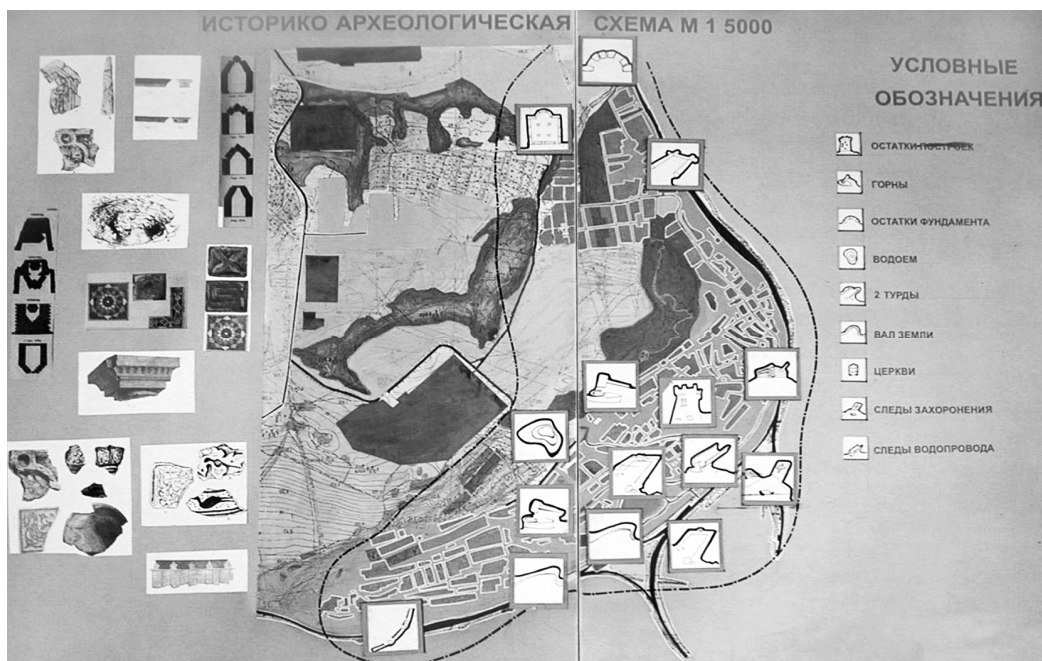 ИСТОРИКО АРХЕОЛОГИЧЕСКАЯ СХЕМА М 1 5000
УСЛОВНЫЕ
ОБОЗНАЧЕНИЯ
ОСТАТКИ ПОСТРОЕК
ГОРНЫ
ОСТАТКИ ФУНДАМЕНТА
ВОДОЕМ
2 ТУРДЫ
ВАЛ ЗЕМЛИ
ЦЕРКВИ
СЛЕДЫ ЗАХОРОНЕНИЯ
СЛЕДЫ ВОДОПРОВОДА